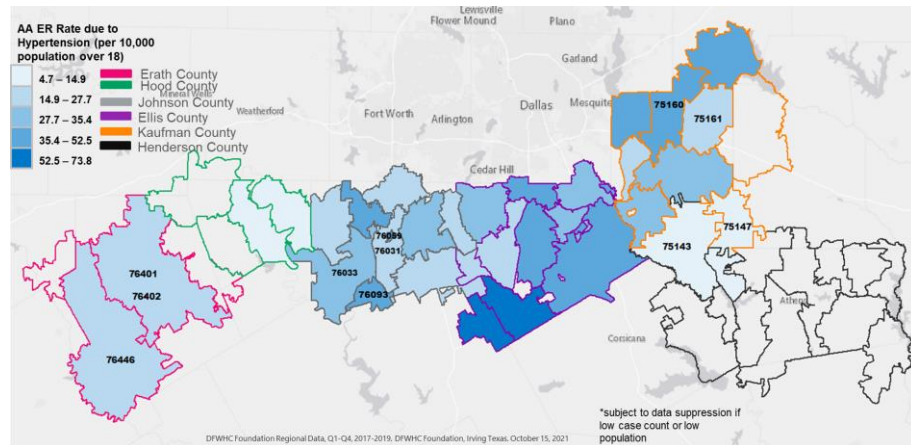 Lewisville
Flower Mound
Plano
AA ER Rate due to
Hypertension (per 10,000
population over 18)
4.7 – 14.9
14.9 – 27.7
27.7 – 35.4
35.4 – 52.5
52.5 – 73.8
Erath County
Hood County
Johnson County
Ellis County
Kaufman County
Henderson County
Garland
Mineral Wells
Weatherford
Fort Worth
Arlington
Dallas
Mesquite
75160
75161
Cedar Hill
76059
76031
76033
76093
75147
75143
76401
76402
76446
Athens
Corsicana
*subject to data suppression if
low case count or low
population
DFWHC Foundation Regional Data, Q1-Q4, 2017-2019, DFWHC Foundation, Irving Texas. October 15, 2021